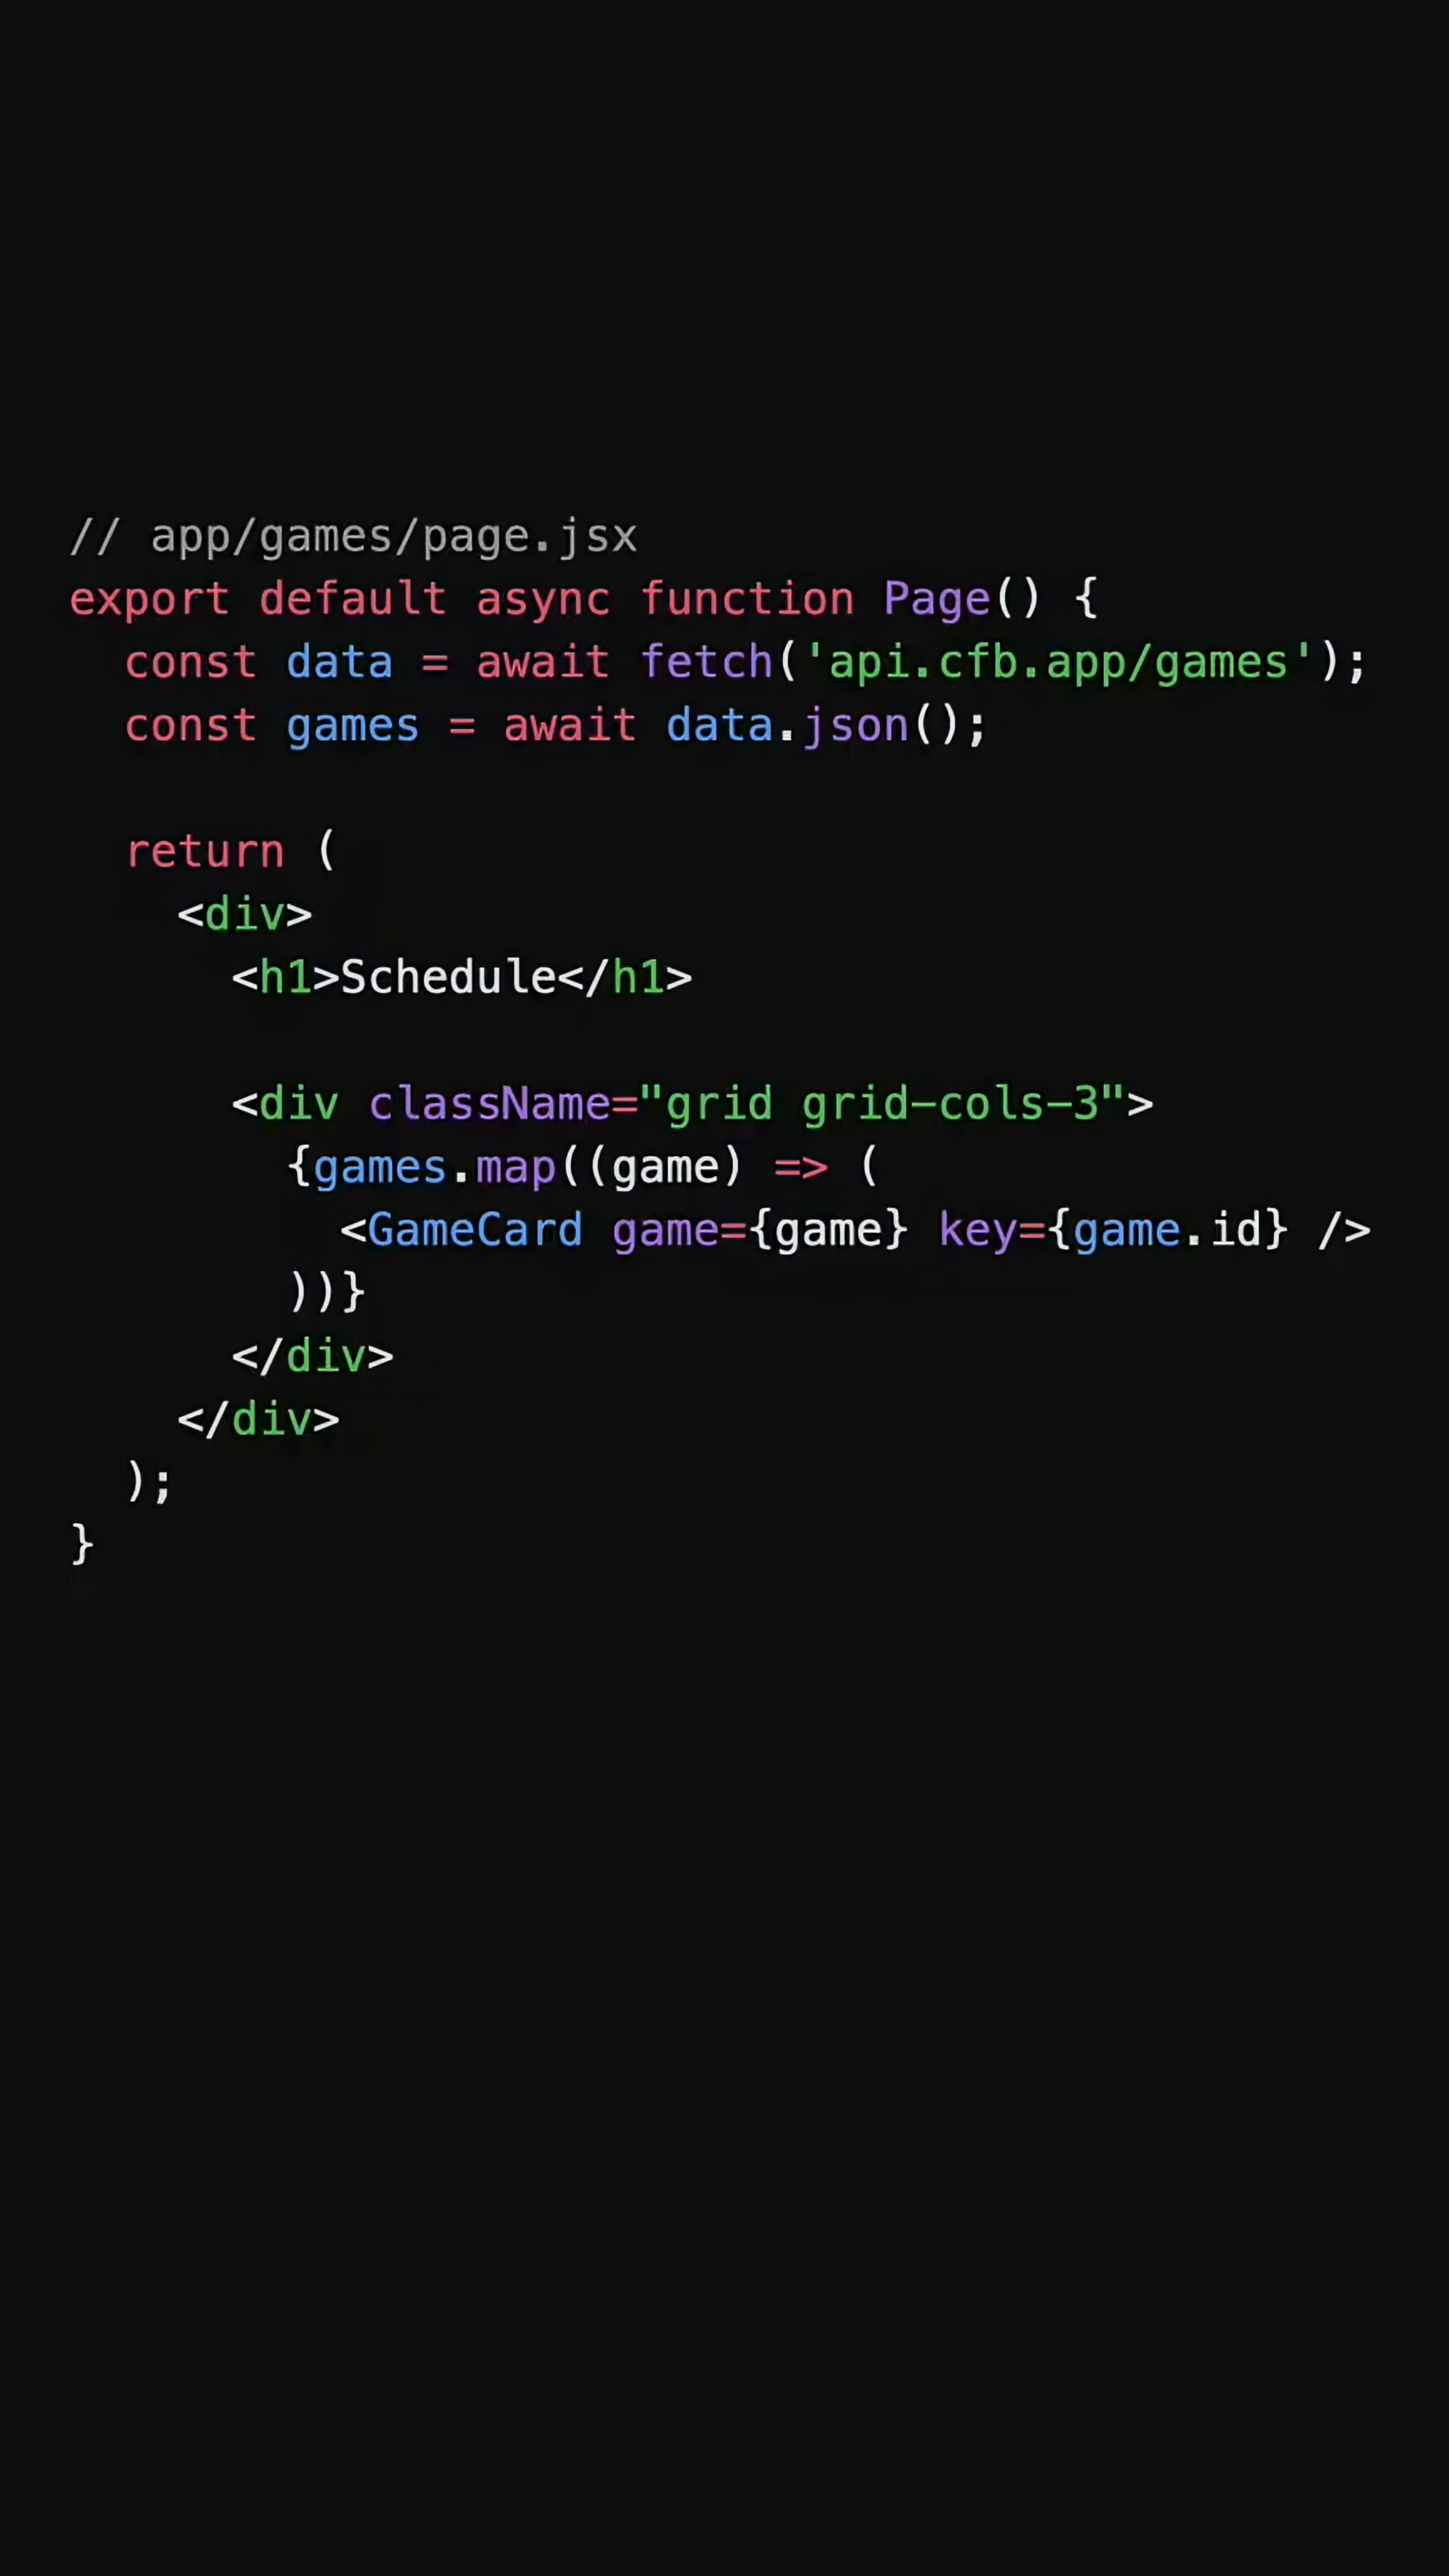 // app/games/page.jsx
export default async function Page() {
  const data = await fetch('api.cfb.app/games');
  const games = await data.json();

  return (
    <div>
      <h1>Schedule</h1>

      <div className="grid grid-cols-3">
        {games.map((game) => (
          <GameCard game={game} key={game.id} />
        ))}
      </div>
    </div>
  );
}